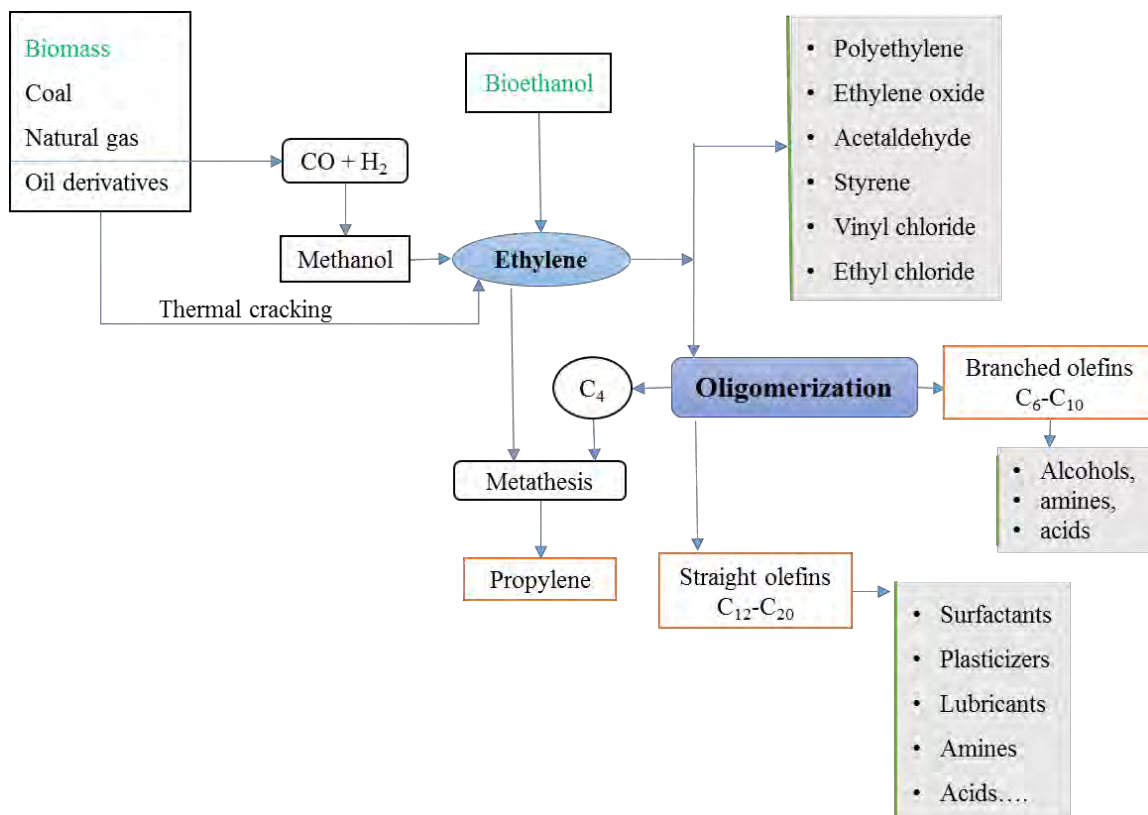 Biomass
Coal
Natural gas
Oil derivatives
CO + H₂
Methanol
Thermal cracking
Bioethanol
Ethylene
• Polyethylene
• Ethylene oxide
• Acetaldehyde
• Styrene
• Vinyl chloride
• Ethyl chloride
C₄
Oligomerization
Branched olefins
C₆-C₁₀
• Alcohols,
• amines,
• acids
Metathesis
Propylene
Straight olefins
C₁₂-C₂₀
• Surfactants
• Plasticizers
• Lubricants
• Amines
• Acids….